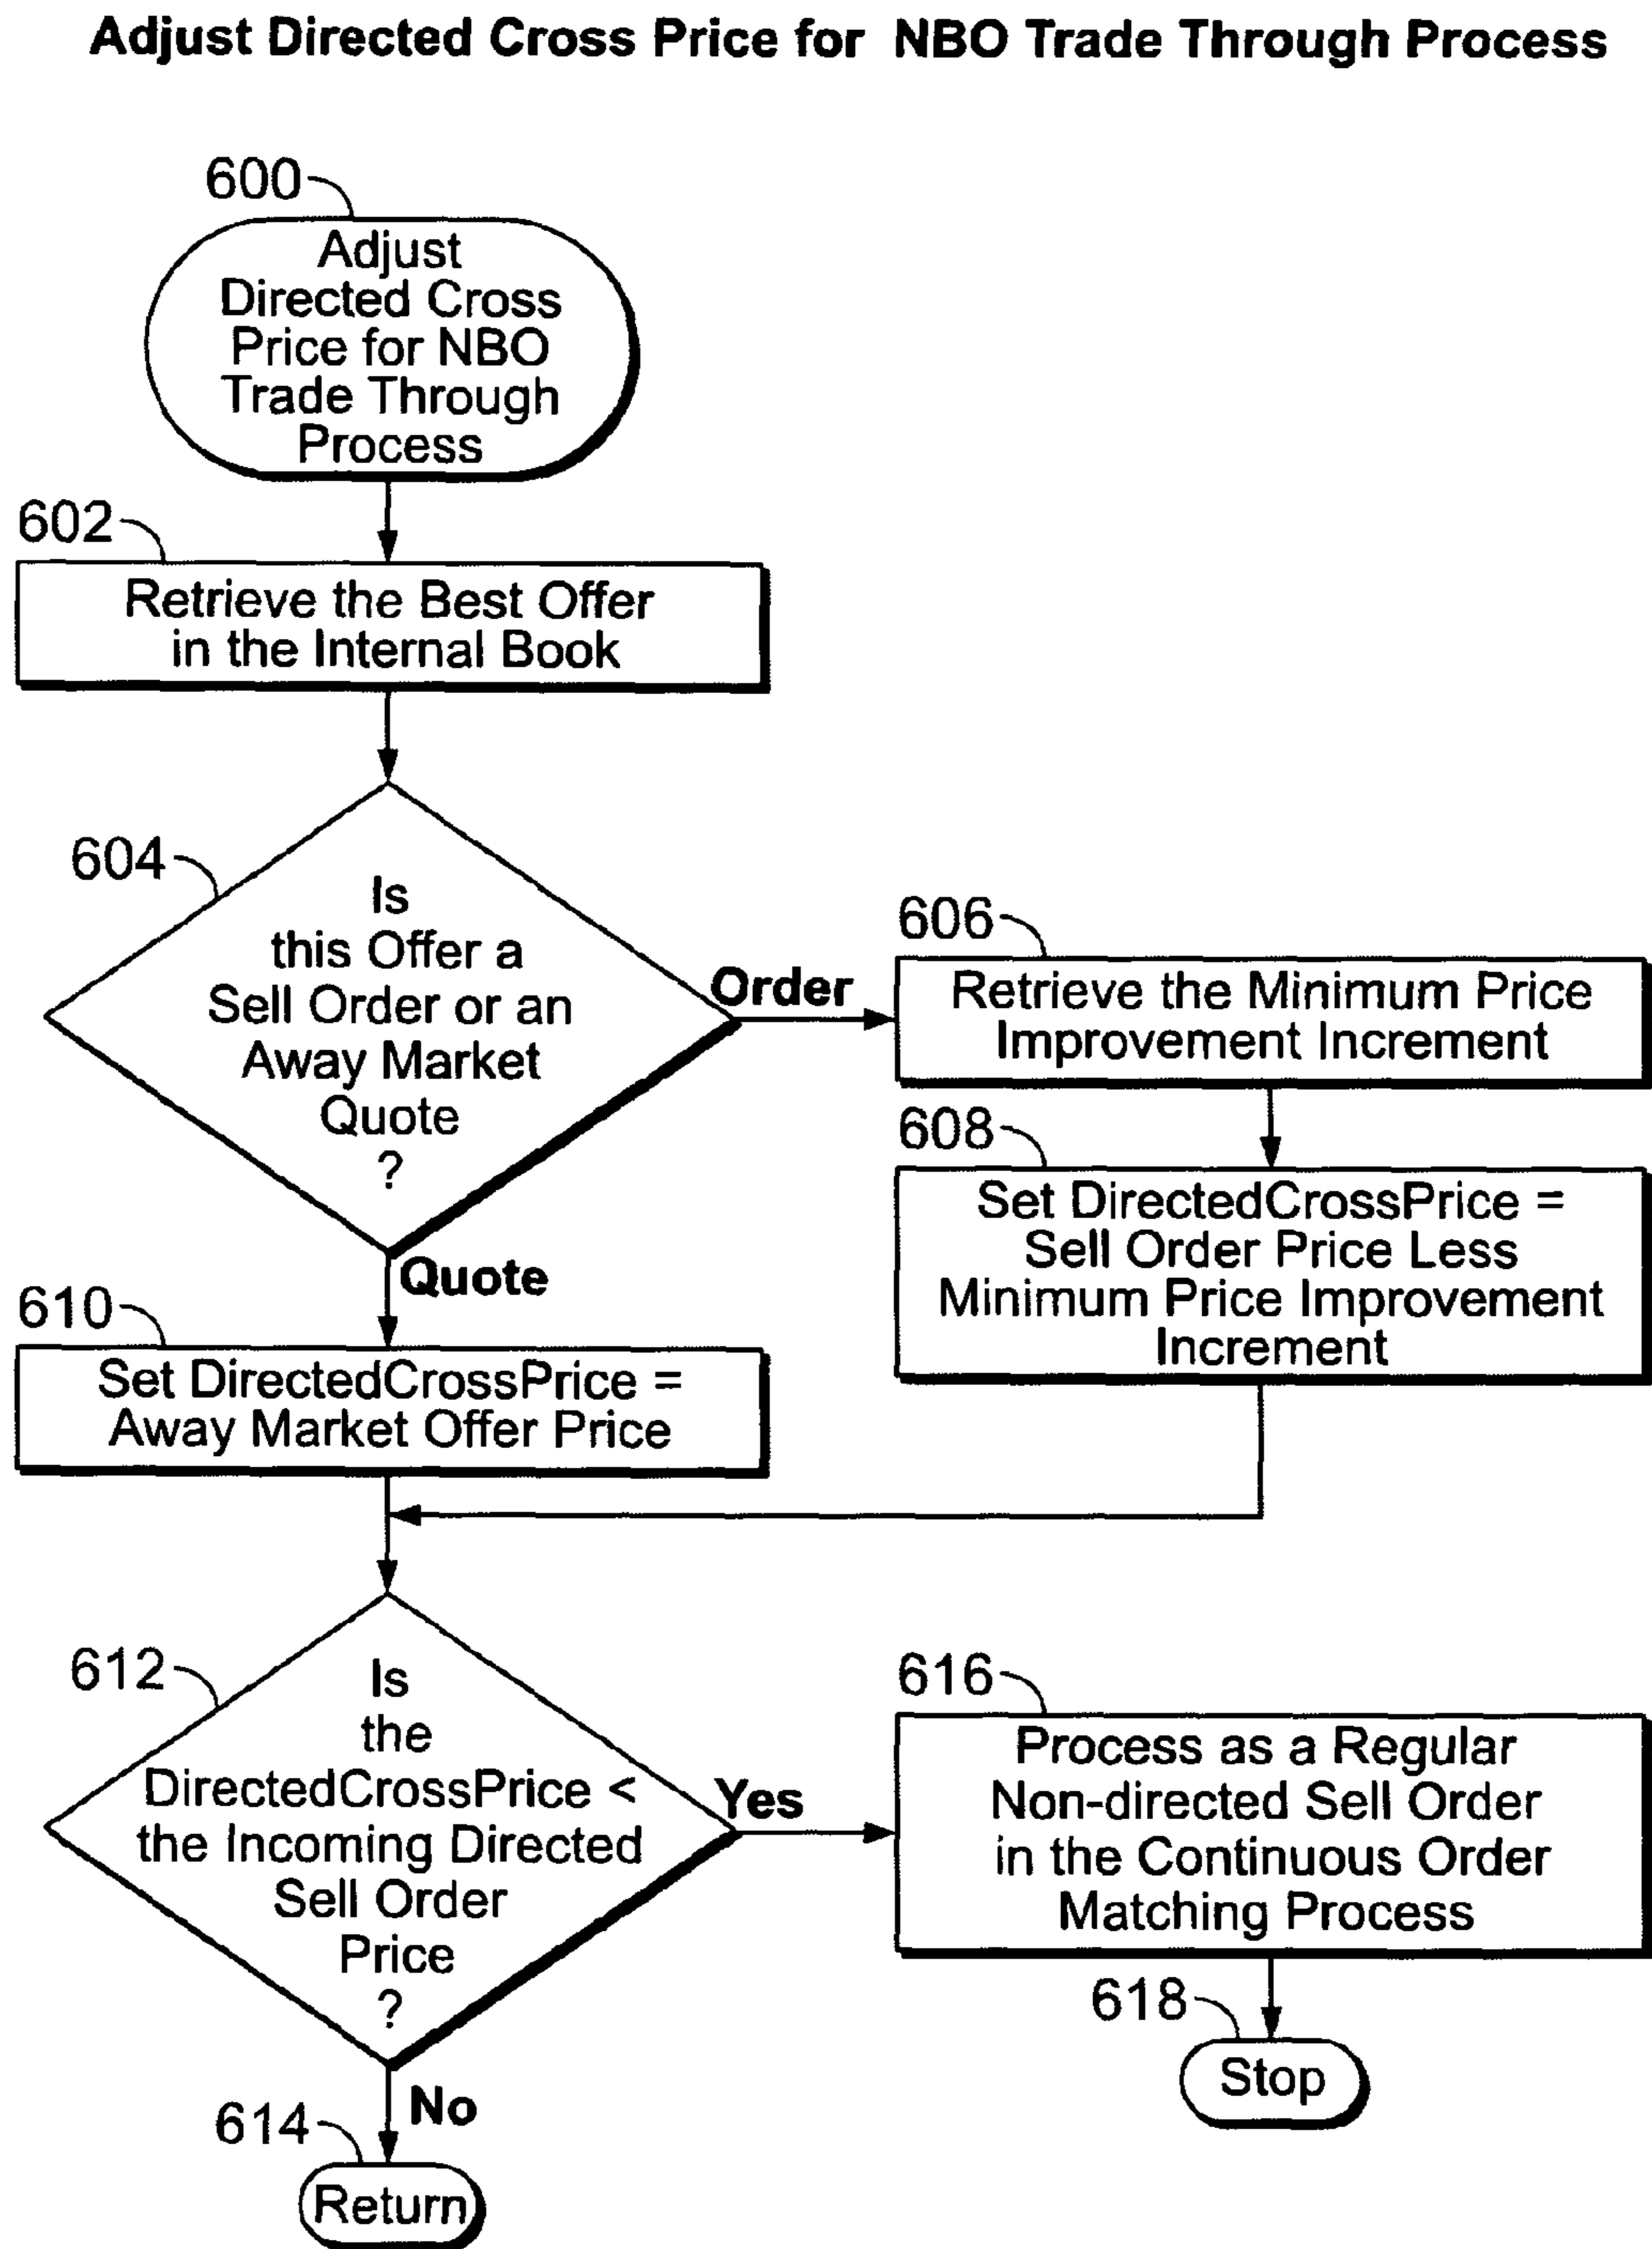 Adjust Directed Cross Price for NBO Trade Through Process
600
Adjust
Directed Cross
Price for NBO
Trade Through
Process
602
Retrieve the Best Offer
in the Internal Book
604
Is
this Offer a
Sell Order or an
Away Market
Quote
?
Order
606
Retrieve the Minimum Price
Improvement Increment
608
Set DirectedCrossPrice =
Sell Order Price Less
Minimum Price Improvement
Increment
Quote
610
Set DirectedCrossPrice =
Away Market Offer Price
612
Is
the
DirectedCrossPrice <
the Incoming Directed
Sell Order
Price
?
Yes
616
Process as a Regular
Non-directed Sell Order
in the Continuous Order
Matching Process
618
Stop
No
614
Return